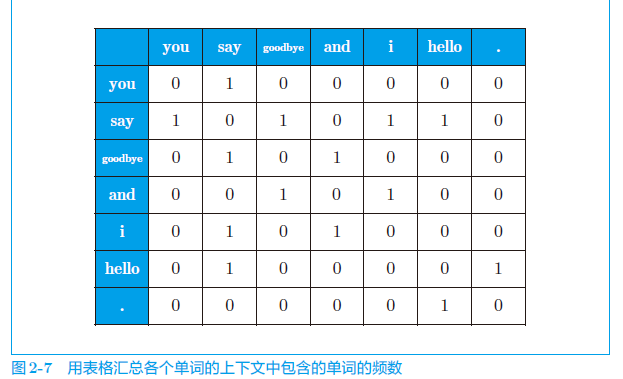 you say goodbye and i hello .
you 0 1 0 0 0 0 0
say 1 0 1 0 1 1 0
goodbye 0 1 0 1 0 0 0
and 0 0 1 0 1 0 0
i 0 1 0 1 0 0 0
hello 0 1 0 0 0 0 1
. 0 0 0 0 0 1 0
图2-7 用表格汇总各个单词的上下文中包含的单词的频数